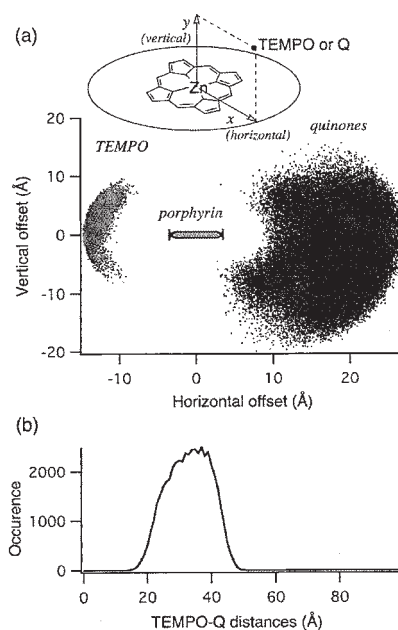 (a)
y
(vertical)
TEMPO or Q
Zn
x
(horizontal)
TEMPO
quinones
porphyrin
Vertical offset (Å)
20
10
0
-10
-20
-10
0
10
20
Horizontal offset (Å)
(b)
Occurence
2000
1000
0
0
20
40
60
80
TEMPO-Q distances (Å)